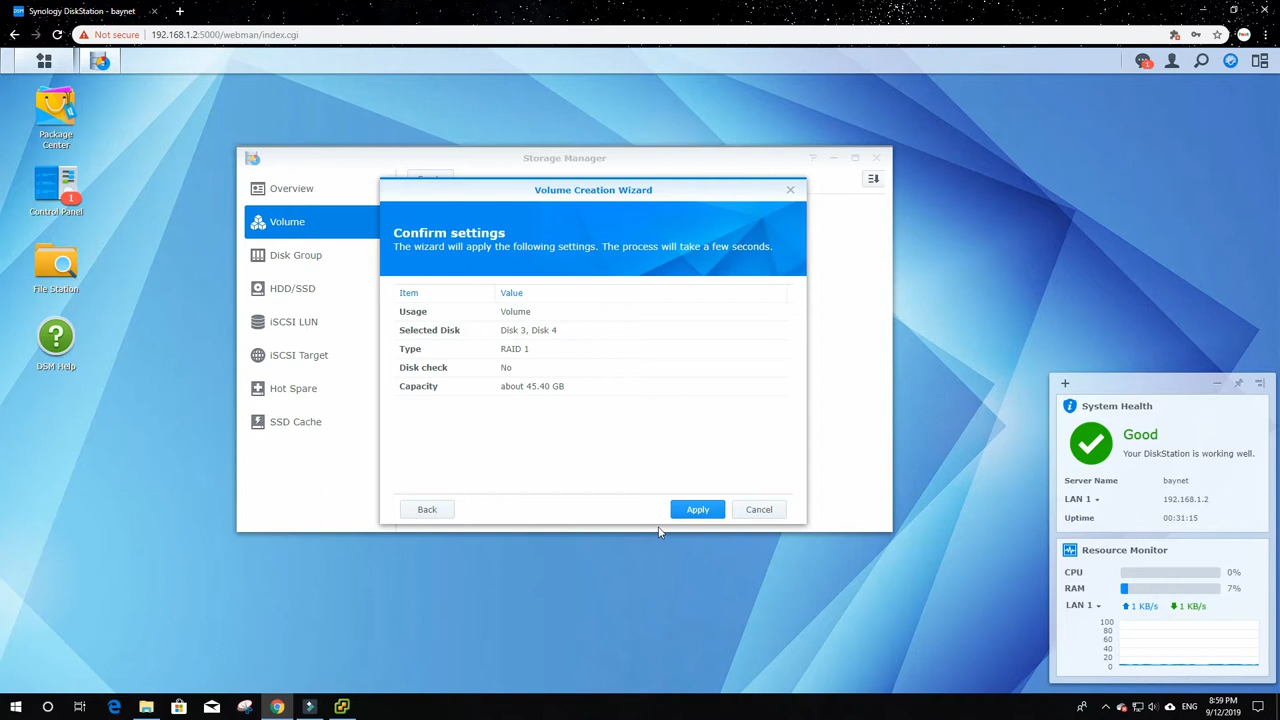 Synology DiskStation - baynet
Not secure
192.168.1.2:5000/webman/index.cgi
1
Package
Center
1
Control Panel
File Station
DSM Help
Storage Manager
Overview
Volume
Disk Group
HDD/SSD
iSCSI LUN
iSCSI Target
Hot Spare
SSD Cache
Volume Creation Wizard
Confirm settings
The wizard will apply the following settings. The process will take a few seconds.
Item Value
Usage Volume
Selected Disk Disk 3, Disk 4
Type RAID 1
Disk check No
Capacity about 45.40 GB
Back Apply Cancel
System Health
Good
Your DiskStation is working well.
Server Name baynet
LAN 1 192.168.1.2
Uptime 00:31:15
Resource Monitor
CPU 0%
RAM 7%
LAN 1 1 KB/s 1 KB/s
100
80
60
40
20
0
8:59 PM
9/12/2019